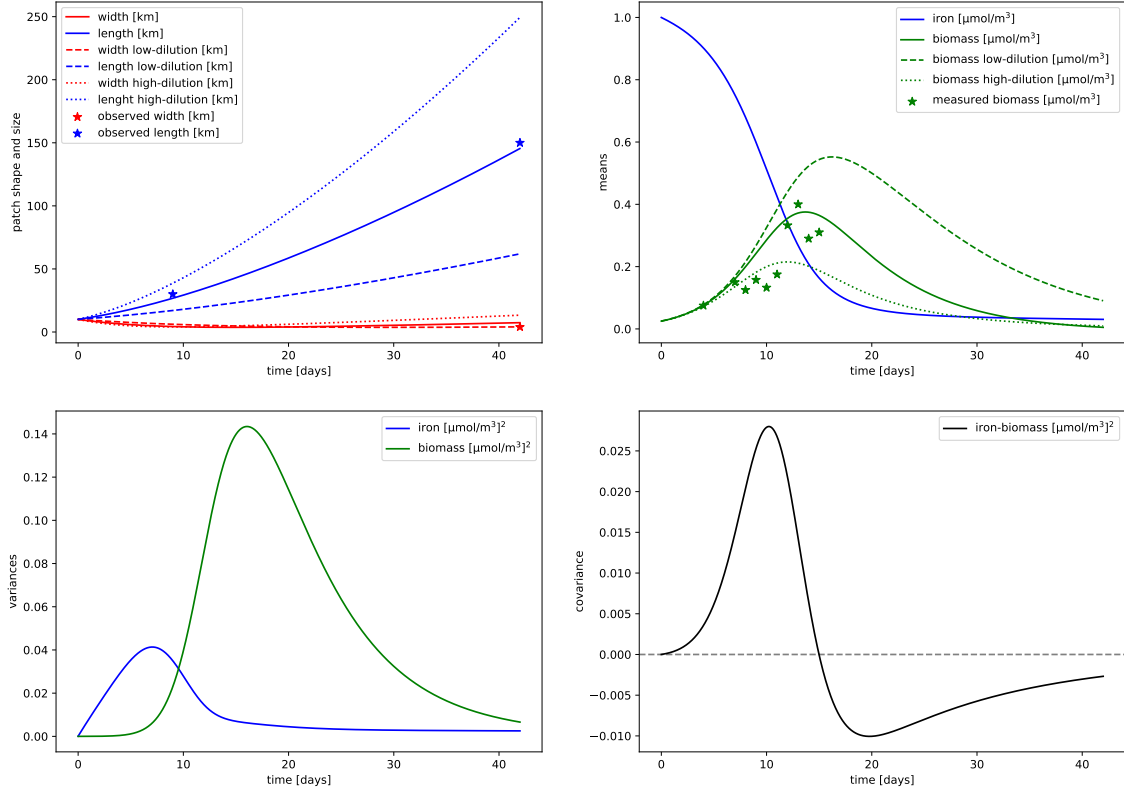 250
200
150
100
50
0
patch shape and size
width [km]
length [km]
width low-dilution [km]
length low-dilution [km]
width high-dilution [km]
lenght high-dilution [km]
observed width [km]
observed length [km]
0 10 20 30 40
time [days]
1.0
0.8
0.6
0.4
0.2
0.0
means
iron [μmol/m³]
biomass [μmol/m³]
biomass low-dilution [μmol/m³]
biomass high-dilution [μmol/m³]
measured biomass [μmol/m³]
0 10 20 30 40
time [days]
0.14
0.12
0.10
0.08
0.06
0.04
0.02
0.00
variances
iron [μmol/m³]²
biomass [μmol/m³]²
0 10 20 30 40
time [days]
0.025
0.020
0.015
0.010
0.005
0.000
−0.005
−0.010
covariance
iron-biomass [μmol/m³]²
0 10 20 30 40
time [days]